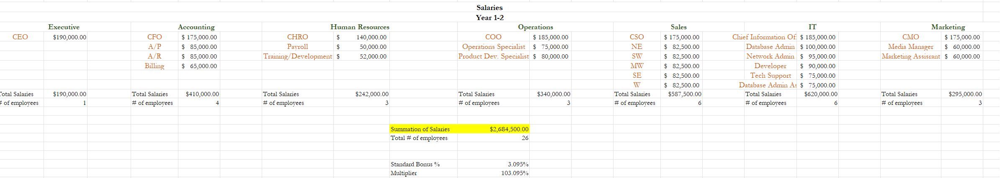 Salaries
Year 1-2
Executive Accounting Human Resources Operations Sales IT Marketing
CEO $190,000.00 CFO $ 175,000.00 CHRO $ 140,000.00 COO $ 185,000.00 CSO $ 175,000.00 Chief Information Of $ 185,000.00 CMO $ 175,000.00
A/P $ 85,000.00 Payroll $ 50,000.00 Operations Specialist $ 75,000.00 NE $ 82,500.00 Database Admin $ 100,000.00 Media Manager $ 60,000.00
A/R $ 85,000.00 Training/Development $ 52,000.00 Product Dev. Specialist $ 80,000.00 SW $ 82,500.00 Network Admin $ 95,000.00 Marketing Assisrant $ 60,000.00
Billing $ 65,000.00 MW $ 82,500.00 Developer $ 90,000.00
SE $ 82,500.00 Tech Support $ 75,000.00
W $ 82,500.00 Database Admin As $ 75,000.00
Total Salaries $190,000.00 Total Salaries $410,000.00 Total Salaries $242,000.00 Total Salaries $340,000.00 Total Salaries $587,500.00 Total Salaries $620,000.00 Total Salaries $295,000.00
# of employees 1 # of employees 4 # of employees 3 # of employees 3 # of employees 6 # of employees 6 # of employees 3
Summation of Salaries $2,684,500.00
Total # of employees 26
Standard Bonus % 3.095%
Multiplier 103.095%